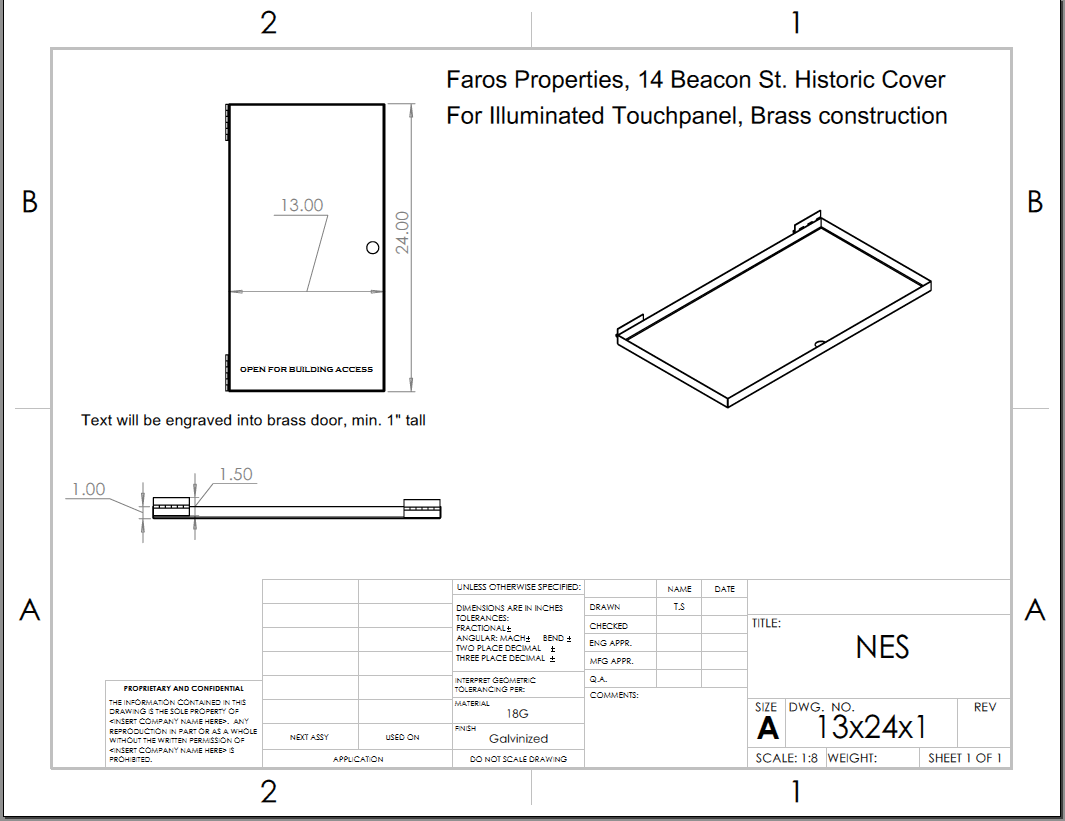 2 1
Faros Properties, 14 Beacon St. Historic Cover
For Illuminated Touchpanel, Brass construction
B B
13.00
24.00
OPEN FOR BUILDING ACCESS
Text will be engraved into brass door, min. 1" tall
1.00
1.50
A A
UNLESS OTHERWISE SPECIFIED:
DIMENSIONS ARE IN INCHES
TOLERANCES:
FRACTIONAL±
ANGULAR: MACH± BEND ±
TWO PLACE DECIMAL ±
THREE PLACE DECIMAL ±
INTERPRET GEOMETRIC
TOLERANCING PER:
MATERIAL
18G
FINISH
Galvinized
DO NOT SCALE DRAWING
NAME DATE
DRAWN T.S
CHECKED
ENG APPR.
MFG APPR.
Q.A.
COMMENTS:
TITLE:
NES
SIZE DWG. NO. REV
A 13x24x1
SCALE: 1:8 WEIGHT: SHEET 1 OF 1
PROPRIETARY AND CONFIDENTIAL
THE INFORMATION CONTAINED IN THIS
DRAWING IS THE SOLE PROPERTY OF
<INSERT COMPANY NAME HERE>. ANY
REPRODUCTION IN PART OR AS A WHOLE
WITHOUT THE WRITTEN PERMISSION OF
<INSERT COMPANY NAME HERE> IS
PROHIBITED.
NEXT ASSY USED ON
APPLICATION
2 1